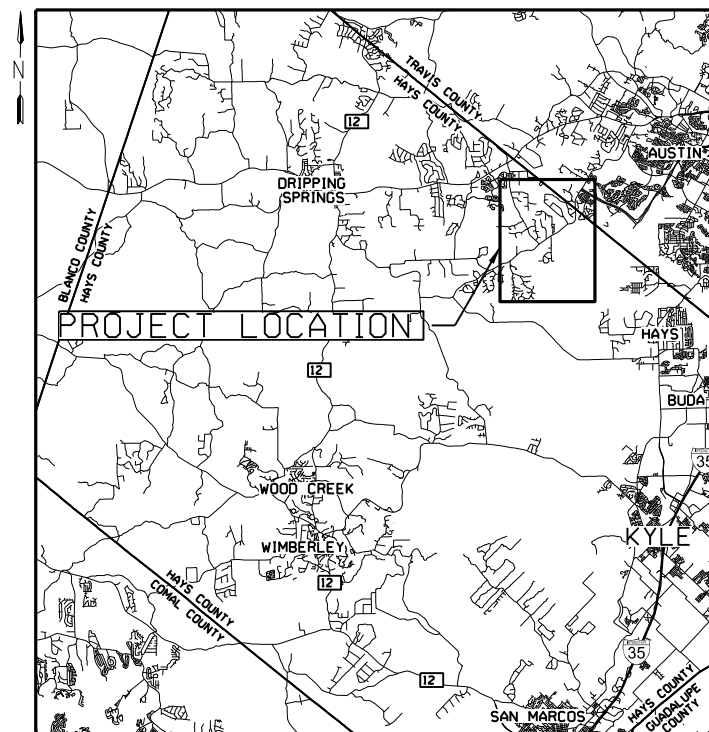 N
TRAVIS COUNTY
HAYS COUNTY
12
AUSTIN
DRIPPING
SPRINGS
BLANCO COUNTY
HAYS COUNTY
PROJECT LOCATION
HAYS
12
BUDA
35
WOOD CREEK
KYLE
WIMBERLEY
12
HAYS COUNTY
COMAL COUNTY
35
12
SAN MARCOS
HAYS COUNTY
GUADALUPE
COUNTY